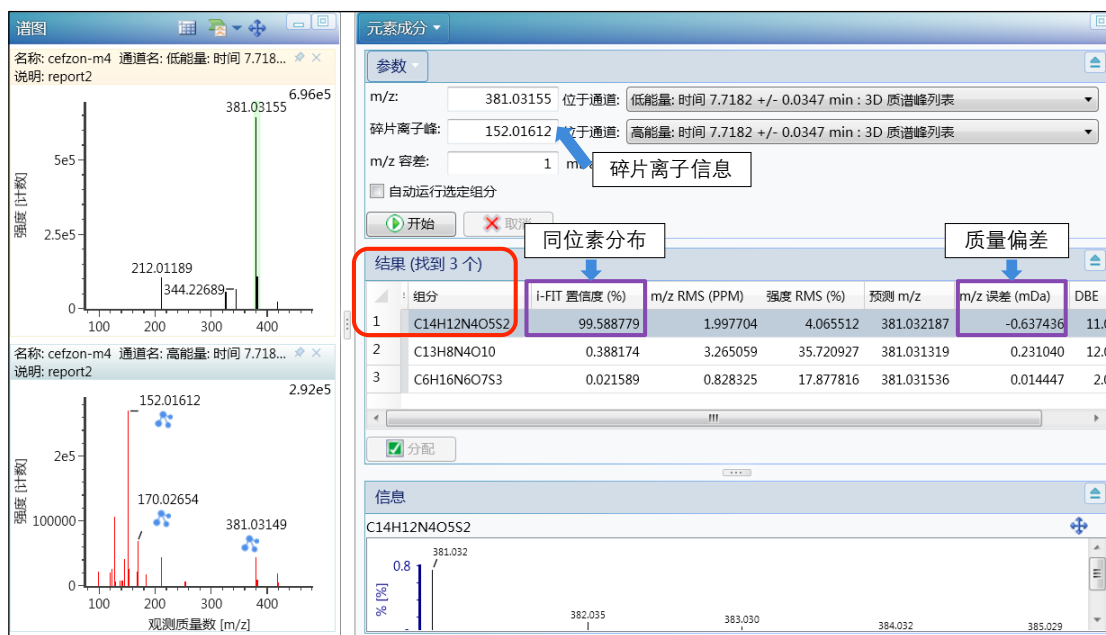 谱图
名称: cefzon-m4 通道名: 低能量: 时间 7.718...
说明: report2
6.96e5
381.03155
5e5
强度 [计数]
2.5e5
212.01189
344.22689
0
100 200 300 400
名称: cefzon-m4 通道名: 高能量: 时间 7.718...
说明: report2
2.92e5
152.01612
2e5
强度 [计数]
170.02654
381.03149
100000
0
100 200 300 400
观测质量数 [m/z]
元素成分
参数
m/z: 381.03155 位于通道: 低能量: 时间 7.7182 +/- 0.0347 min : 3D 质谱峰列表
碎片离子峰: 152.01612 位于通道: 高能量: 时间 7.7182 +/- 0.0347 min : 3D 质谱峰列表
m/z 容差: 1
碎片离子信息
自动运行选定组分
开始 取消
同位素分布 质量偏差
结果 (找到 3 个)
组分 i-FIT 置信度 (%) m/z RMS (PPM) 强度 RMS (%) 预测 m/z m/z 误差 (mDa) DBE
1 C14H12N4O5S2 99.588779 1.997704 4.065512 381.032187 -0.637436 11.0
2 C13H8N4O10 0.388174 3.265059 35.720927 381.031319 0.231040 12.0
3 C6H16N6O7S3 0.021589 0.828325 17.877816 381.031536 0.014447 2.0
分配
信息
C14H12N4O5S2
381.032
0.8
% [%]
382.035
383.030
384.032
385.029